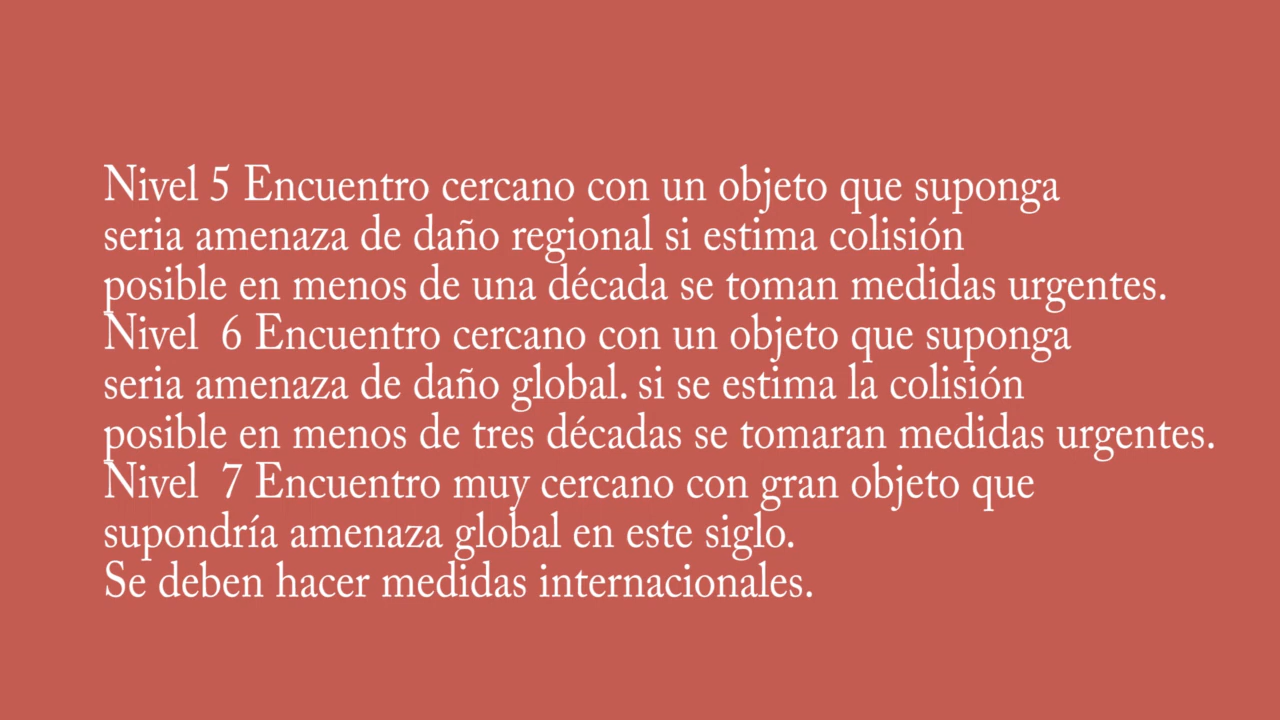 Nivel 5 Encuentro cercano con un objeto que suponga
seria amenaza de daño regional si estima colisión
posible en menos de una década se toman medidas urgentes.
Nivel  6 Encuentro cercano con un objeto que suponga
seria amenaza de daño global. si se estima la colisión
posible en menos de tres décadas se tomaran medidas urgentes.
Nivel  7 Encuentro muy cercano con gran objeto que
supondría amenaza global en este siglo.
Se deben hacer medidas internacionales.